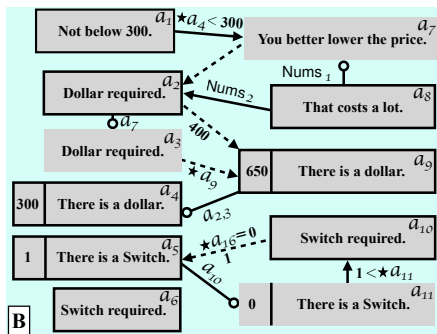 a1
Not below 300.
★a4 < 300
a7
You better lower the price.
Nums1
a2
Dollar required.
Nums2
a8
That costs a lot.
a7
400
a3
Dollar required.
★a9
a9
650 There is a dollar.
a4
300 There is a dollar.
a2,3
a10
Switch required.
★a16=0
1
a5
1 There is a Switch.
a10
1<★a11
a6
Switch required.
a11
0 There is a Switch.
B